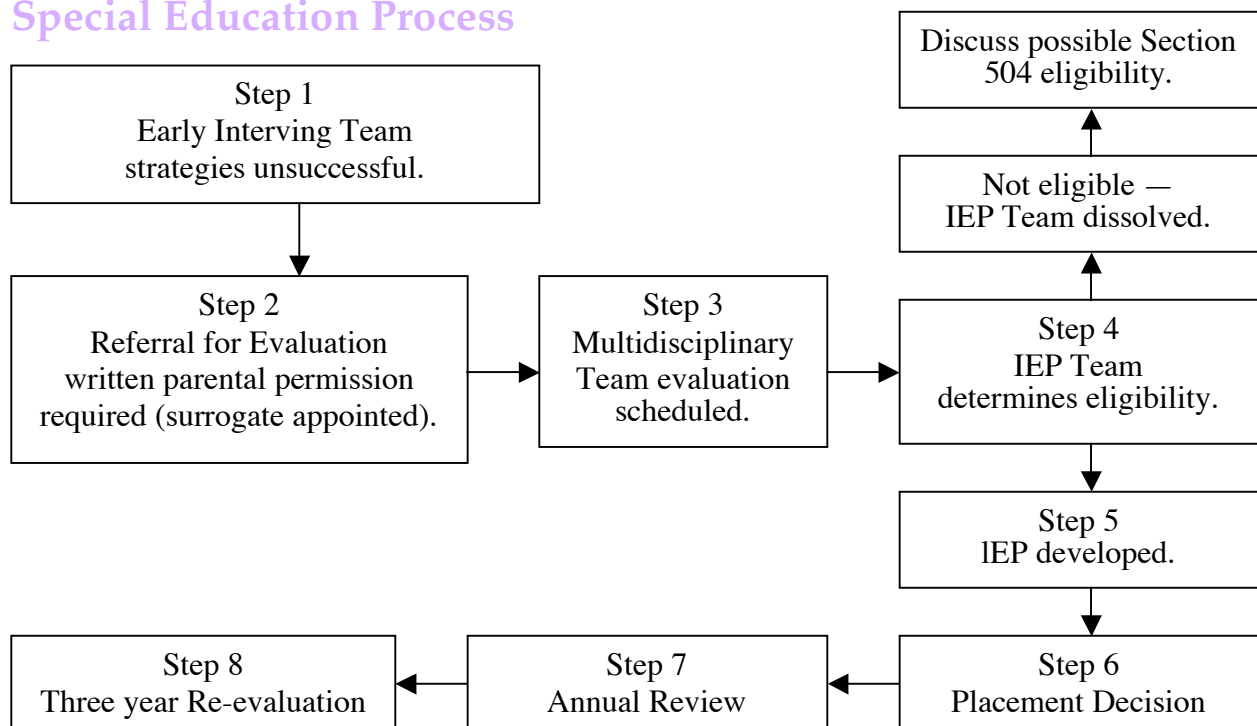 Special Education Process
Step 1
Early Interving Team
strategies unsuccessful.
Step 2
Referral for Evaluation
written parental permission
required (surrogate appointed).
Step 3
Multidisciplinary
Team evaluation
scheduled.
Step 4
IEP Team
determines eligibility.
Not eligible —
IEP Team dissolved.
Discuss possible Section
504 eligibility.
Step 5
lEP developed.
Step 6
Placement Decision
Step 7
Annual Review
Step 8
Three year Re-evaluation